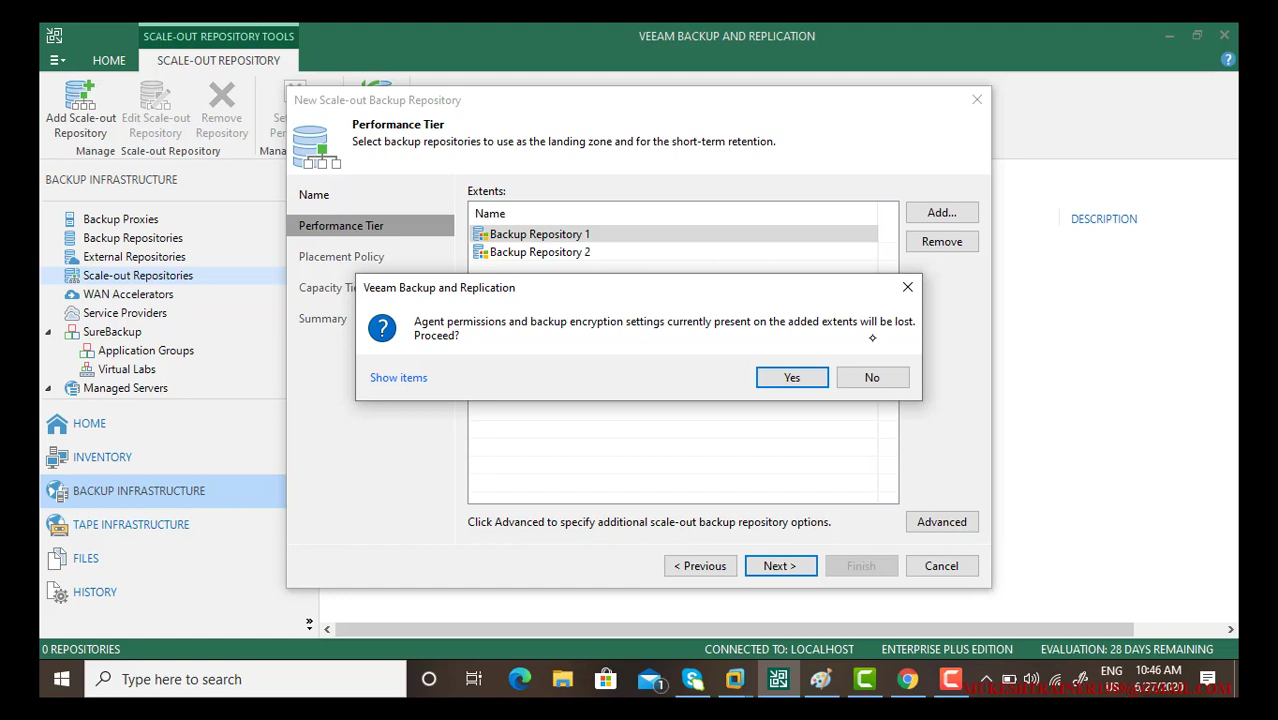 SCALE-OUT REPOSITORY TOOLS
VEEAM BACKUP AND REPLICATION
HOME
SCALE-OUT REPOSITORY
Add Scale-out
Repository
Edit Scale-out
Repository
Remove
Repository
Manage Scale-out Repository
New Scale-out Backup Repository
Performance Tier
Select backup repositories to use as the landing zone and for the short-term retention.
BACKUP INFRASTRUCTURE
Backup Proxies
Backup Repositories
External Repositories
Scale-out Repositories
WAN Accelerators
Service Providers
SureBackup
Application Groups
Virtual Labs
Managed Servers
HOME
INVENTORY
BACKUP INFRASTRUCTURE
TAPE INFRASTRUCTURE
FILES
HISTORY
Name
Performance Tier
Placement Policy
Capacity Tie
Summary
Extents:
Name
Backup Repository 1
Backup Repository 2
Add...
Remove
DESCRIPTION
Veeam Backup and Replication
Agent permissions and backup encryption settings currently present on the added extents will be lost.
Proceed?
Show items
Yes
No
Click Advanced to specify additional scale-out backup repository options.
Advanced
< Previous
Next >
Finish
Cancel
0 REPOSITORIES
CONNECTED TO: LOCALHOST
ENTERPRISE PLUS EDITION
EVALUATION: 28 DAYS REMAINING
Type here to search
1
ENG
US
10:46 AM
6/27/2020